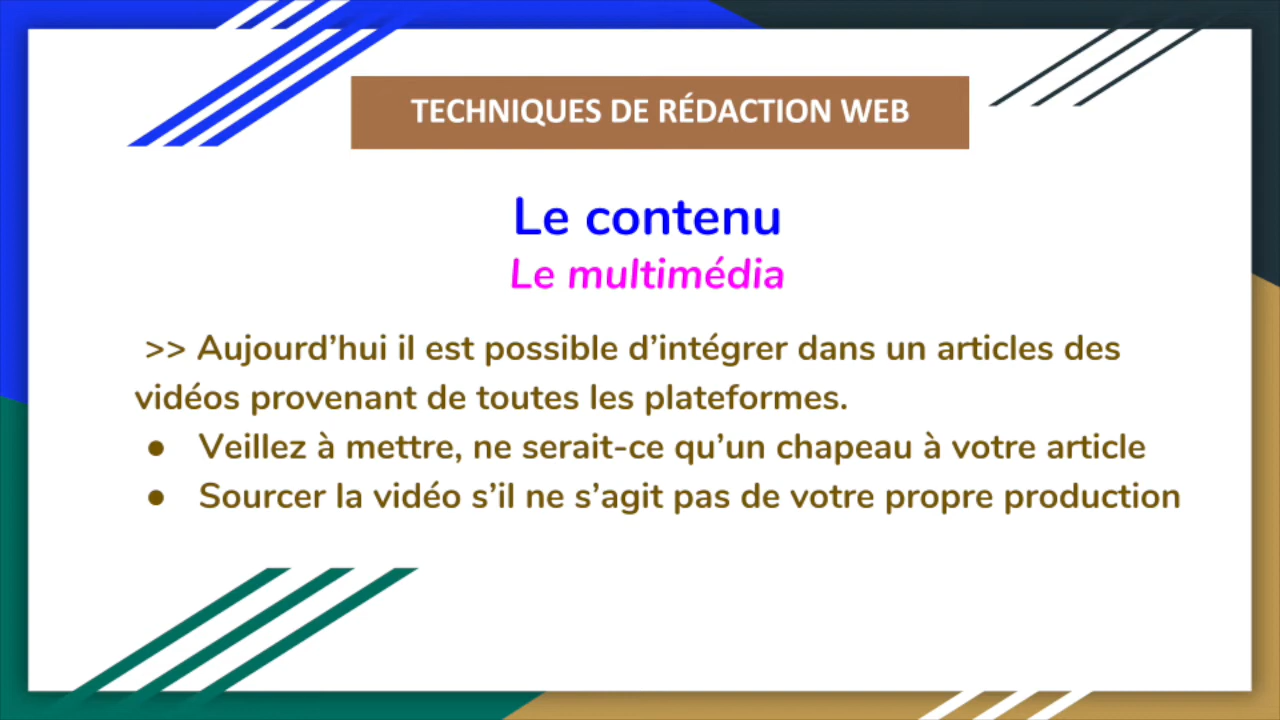 TECHNIQUES DE RÉDACTION WEB
Le contenu
Le multimédia
>> Aujourd’hui il est possible d’intégrer dans un articles des
vidéos provenant de toutes les plateformes.
● Veillez à mettre, ne serait-ce qu’un chapeau à votre article
● Sourcer la vidéo s’il ne s’agit pas de votre propre production